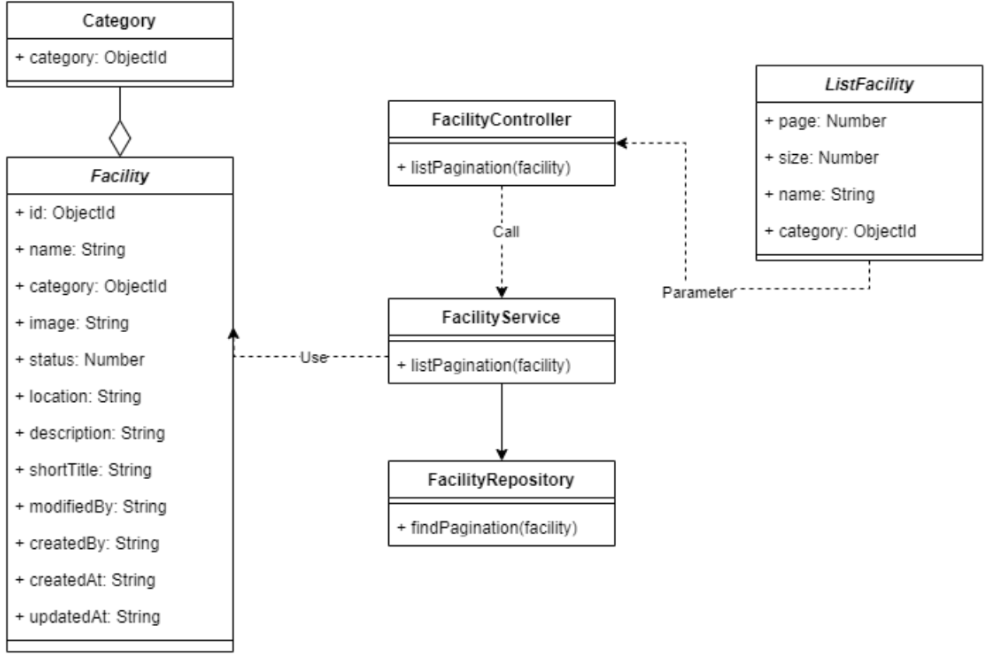 Category
+ category: ObjectId
Facility
+ id: ObjectId
+ name: String
+ category: ObjectId
+ image: String
+ status: Number
+ location: String
+ description: String
+ shortTitle: String
+ modifiedBy: String
+ createdBy: String
+ createdAt: String
+ updatedAt: String
Use
FacilityController
+ listPagination(facility)
Call
FacilityService
+ listPagination(facility)
FacilityRepository
+ findPagination(facility)
ListFacility
+ page: Number
+ size: Number
+ name: String
+ category: ObjectId
Parameter